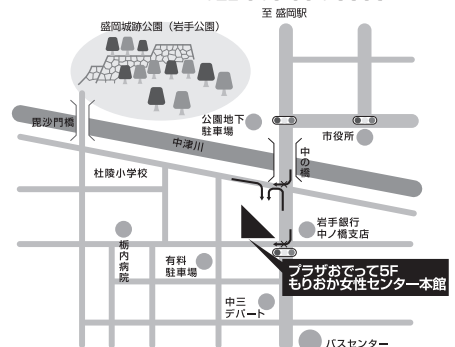 至 盛岡駅
盛岡城跡公園（岩手公園）
毘沙門橋
公園地下
駐車場
市役所
中津川
中の橋
杜陵小学校
岩手銀行
中ノ橋支店
栃内病院
有料
駐車場
プラザおでって5F
もりおか女性センター本館
中三
デパート
バスセンター